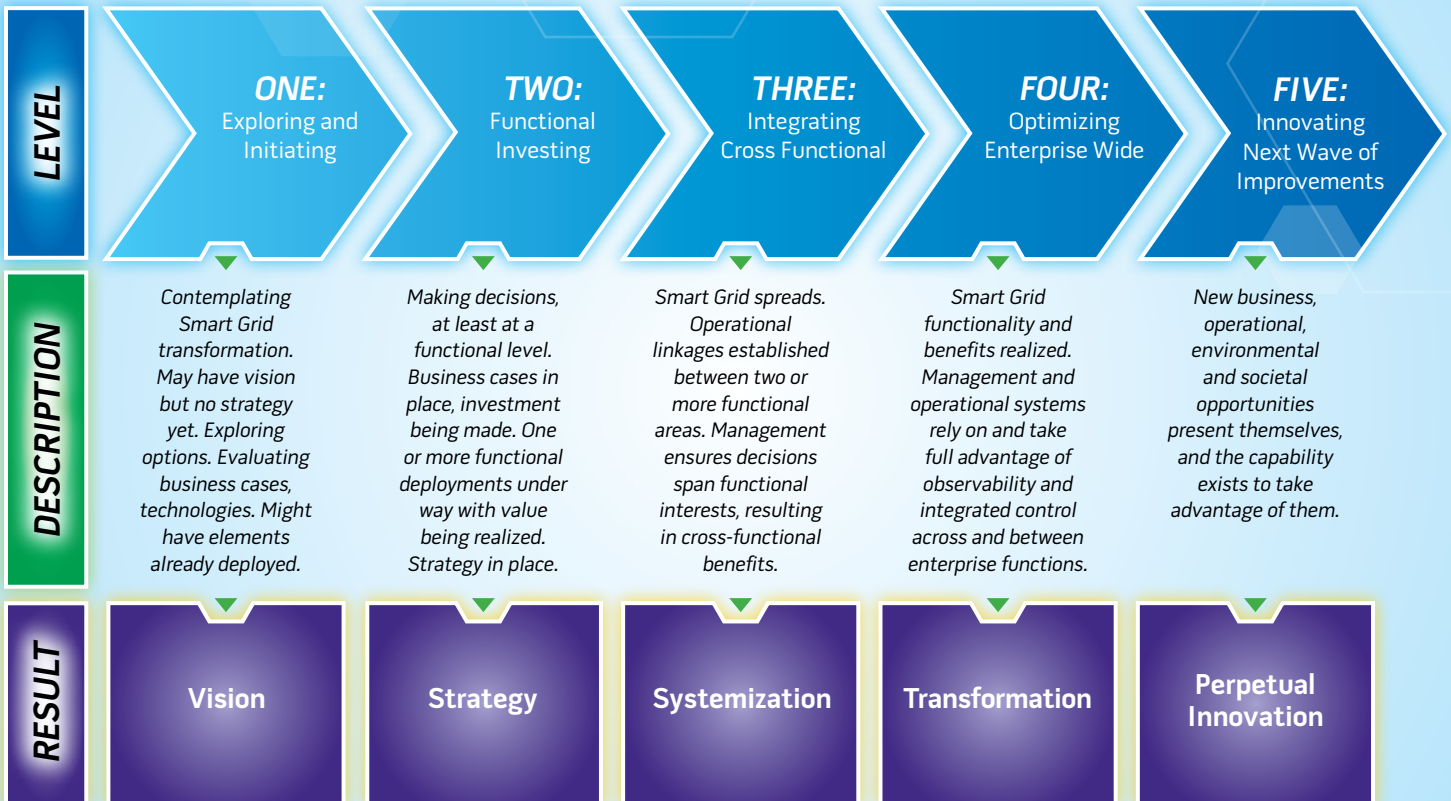 LEVEL
ONE:
Exploring and
Initiating
TWO:
Functional
Investing
THREE:
Integrating
Cross Functional
FOUR:
Optimizing
Enterprise Wide
FIVE:
Innovating
Next Wave of
Improvements
DESCRIPTION
Contemplating
Smart Grid
transformation.
May have vision
but no strategy
yet. Exploring
options. Evaluating
business cases,
technologies. Might
have elements
already deployed.
Making decisions,
at least at a
functional level.
Business cases in
place, investment
being made. One
or more functional
deployments under
way with value
being realized.
Strategy in place.
Smart Grid spreads.
Operational
linkages established
between two or
more functional
areas. Management
ensures decisions
span functional
interests, resulting
in cross-functional
benefits.
Smart Grid
functionality and
benefits realized.
Management and
operational systems
rely on and take
full advantage of
observability and
integrated control
across and between
enterprise functions.
New business,
operational,
environmental
and societal
opportunities
present themselves,
and the capability
exists to take
advantage of them.
RESULT
Vision
Strategy
Systemization
Transformation
Perpetual
Innovation